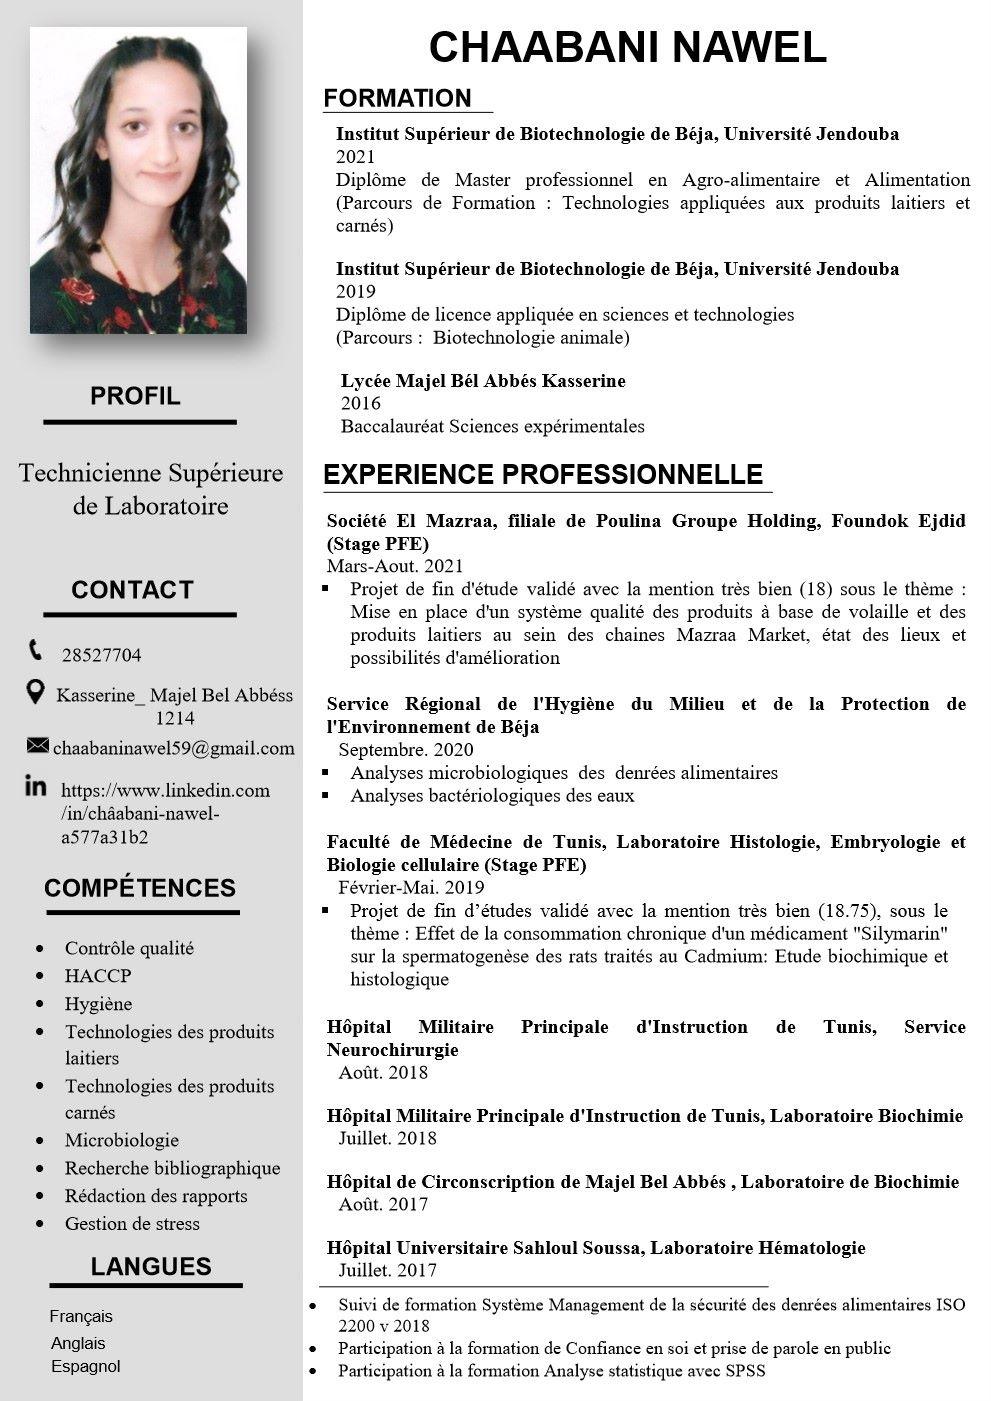 CHAABANI NAWEL
PROFIL
Technicienne Supérieure
de Laboratoire
CONTACT
28527704
Kasserine_ Majel Bel Abbéss
1214
chaabaninawel59@gmail.com
in
https://www.linkedin.com
/in/châabani-nawel-
a577a31b2
COMPÉTENCES
• Contrôle qualité
• HACCP
• Hygiène
• Technologies des produits
laitiers
• Technologies des produits
carnés
• Microbiologie
• Recherche bibliographique
• Rédaction des rapports
• Gestion de stress
LANGUES
Français
Anglais
Espagnol
FORMATION
Institut Supérieur de Biotechnologie de Béja, Université Jendouba
2021
Diplôme de Master professionnel en Agro-alimentaire et Alimentation
(Parcours de Formation : Technologies appliquées aux produits laitiers et
carnés)
Institut Supérieur de Biotechnologie de Béja, Université Jendouba
2019
Diplôme de licence appliquée en sciences et technologies
(Parcours : Biotechnologie animale)
Lycée Majel Bél Abbés Kasserine
2016
Baccalauréat Sciences expérimentales
EXPERIENCE PROFESSIONNELLE
Société El Mazraa, filiale de Poulina Groupe Holding, Foundok Ejdid
(Stage PFE)
Mars-Aout. 2021
▪ Projet de fin d'étude validé avec la mention très bien (18) sous le thème :
Mise en place d'un système qualité des produits à base de volaille et des
produits laitiers au sein des chaines Mazraa Market, état des lieux et
possibilités d'amélioration
Service Régional de l'Hygiène du Milieu et de la Protection de
l'Environnement de Béja
Septembre. 2020
▪ Analyses microbiologiques des denrées alimentaires
▪ Analyses bactériologiques des eaux
Faculté de Médecine de Tunis, Laboratoire Histologie, Embryologie et
Biologie cellulaire (Stage PFE)
Février-Mai. 2019
▪ Projet de fin d’études validé avec la mention très bien (18.75), sous le
thème : Effet de la consommation chronique d'un médicament "Silymarin"
sur la spermatogenèse des rats traités au Cadmium: Etude biochimique et
histologique
Hôpital Militaire Principale d'Instruction de Tunis, Service
Neurochirurgie
Août. 2018
Hôpital Militaire Principale d'Instruction de Tunis, Laboratoire Biochimie
Juillet. 2018
Hôpital de Circonscription de Majel Bel Abbés , Laboratoire de Biochimie
Août. 2017
Hôpital Universitaire Sahloul Soussa, Laboratoire Hématologie
Juillet. 2017
• Suivi de formation Système Management de la sécurité des denrées alimentaires ISO
2200 v 2018
• Participation à la formation de Confiance en soi et prise de parole en public
• Participation à la formation Analyse statistique avec SPSS